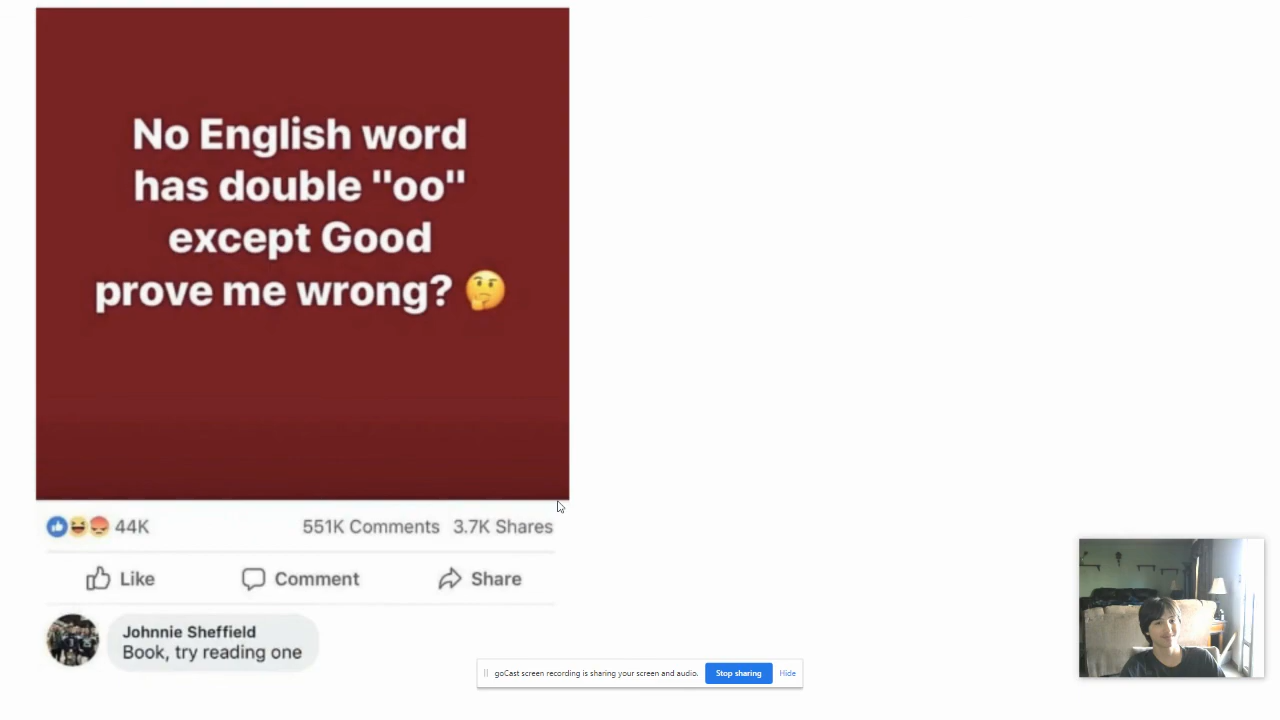 No English word
has double "oo"
except Good
prove me wrong? 🤔
44K
551K Comments 3.7K Shares
Like Comment Share
Johnnie Sheffield
Book, try reading one
goCast screen recording is sharing your screen and audio. Stop sharing Hide